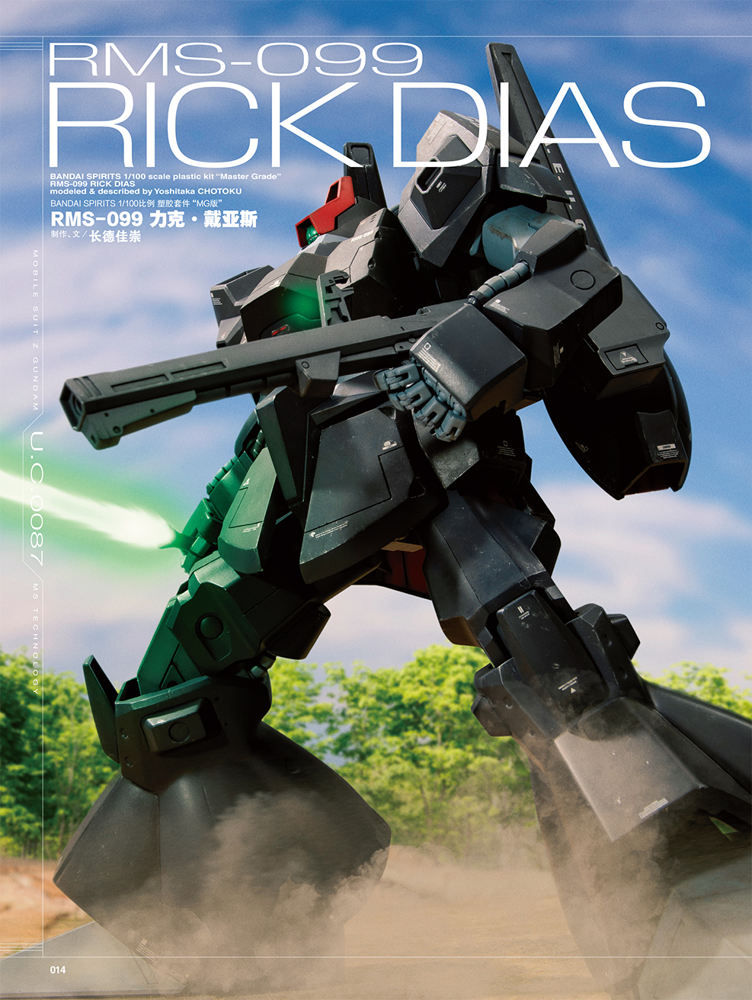 RMS-099
RICK DIAS
BANDAI SPIRITS 1/100 scale plastic kit "Master Grade"
RMS-099 RICK DIAS
modeled & described by Yoshitaka CHOTOKU
BANDAI SPIRITS 1/100比例 塑胶套件 “MG版”
RMS-099 力克・戴亚斯
制作、文／长德佳崇
MOBILE SUIT Z GUNDAM / U.C.0087 / MS TECHNOLOGY
014